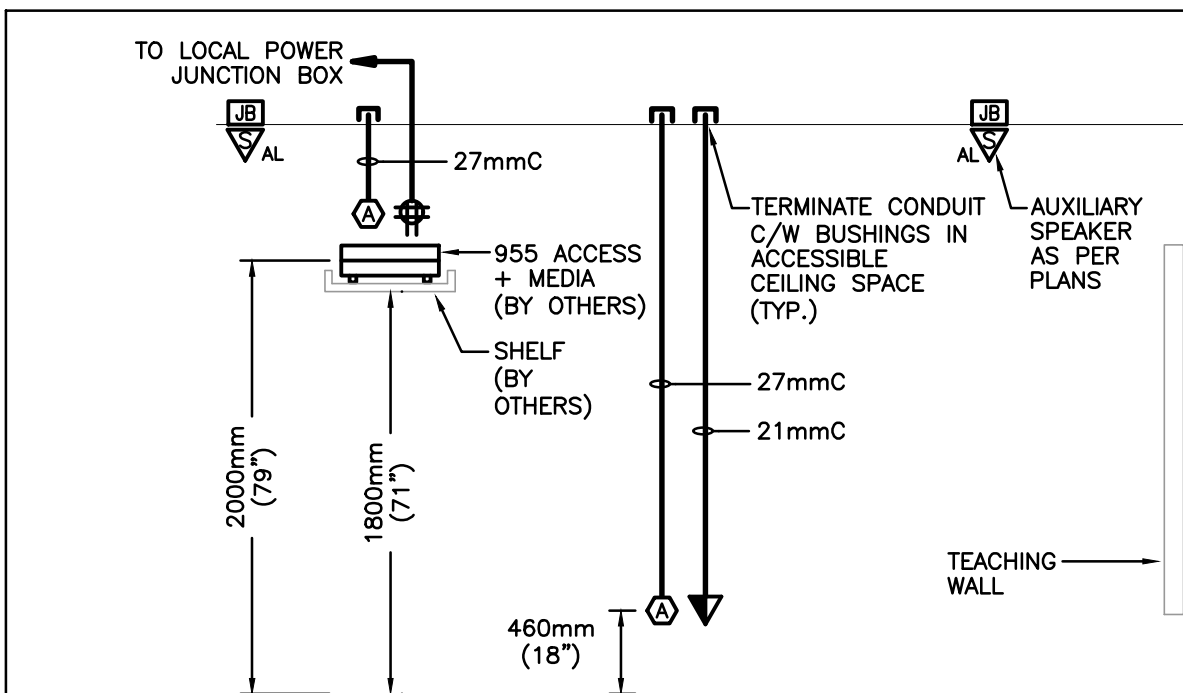 TO LOCAL POWER
JUNCTION BOX
JB
S
AL
27mmC
A
JB
S
AL
955 ACCESS
+ MEDIA
(BY OTHERS)
SHELF
(BY
OTHERS)
TERMINATE CONDUIT
C/W BUSHINGS IN
ACCESSIBLE
CEILING SPACE
(TYP.)
AUXILIARY
SPEAKER
AS PER
PLANS
27mmC
21mmC
2000mm
(79")
1800mm
(71")
TEACHING
WALL
A
460mm
(18")